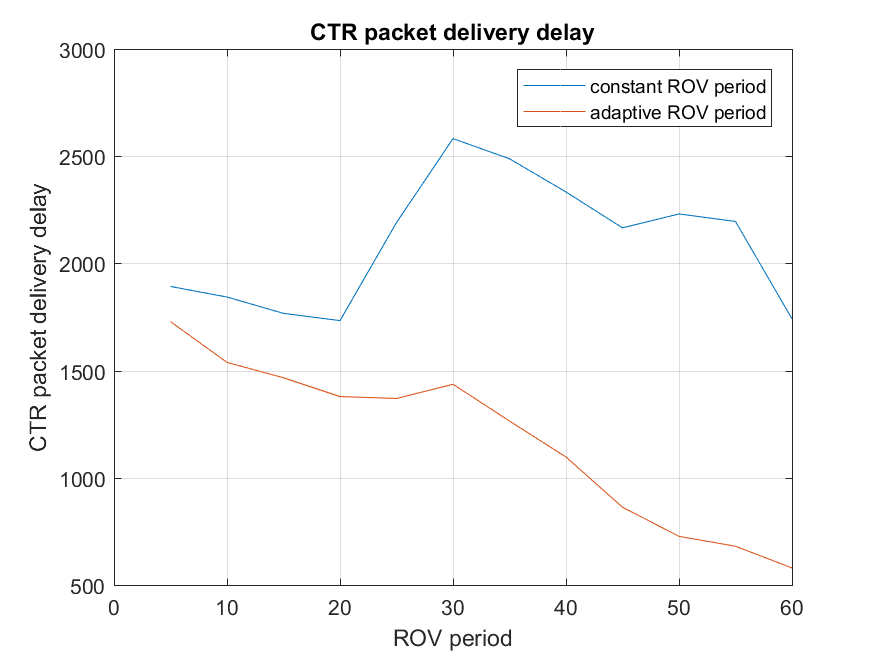 CTR packet delivery delay
3000
2500
2000
1500
1000
500
CTR packet delivery delay
constant ROV period
adaptive ROV period
0 10 20 30 40 50 60
ROV period